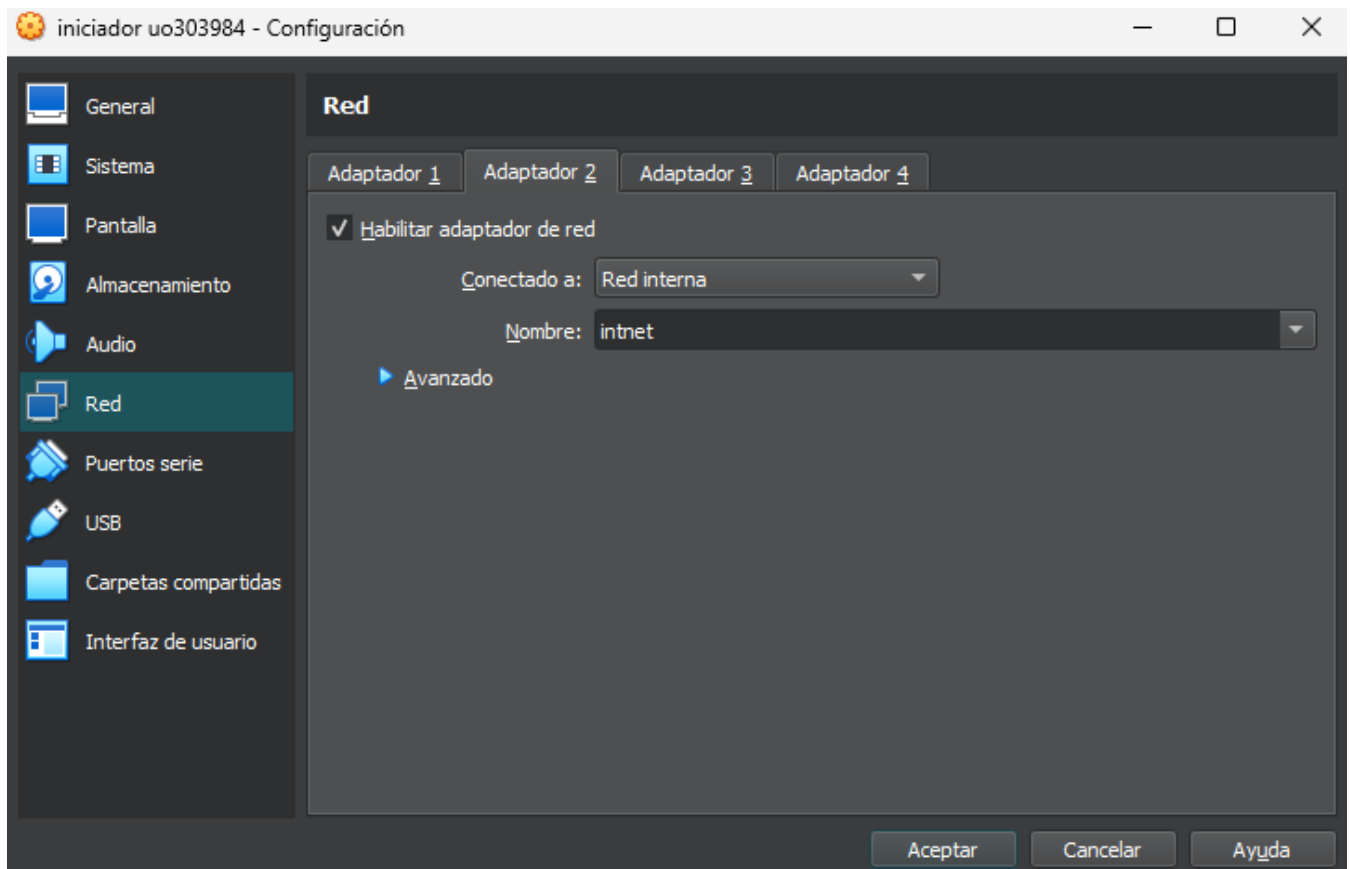 iniciador uo303984 - Configuración
General
Sistema
Pantalla
Almacenamiento
Audio
Red
Puertos serie
USB
Carpetas compartidas
Interfaz de usuario
Red
Adaptador 1 Adaptador 2 Adaptador 3 Adaptador 4
Habilitar adaptador de red
Conectado a: Red interna
Nombre: intnet
Avanzado
Aceptar Cancelar Ayuda